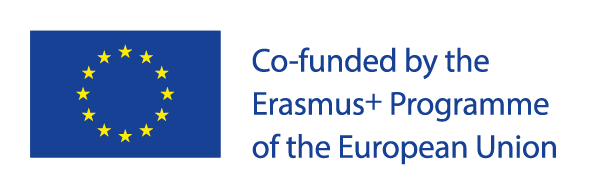 Co-funded by the
Erasmus+ Programme
of the European Union